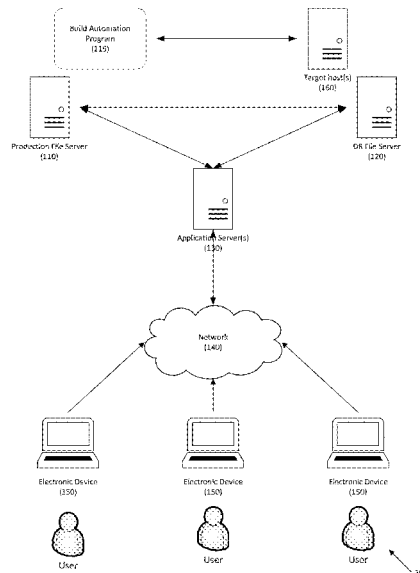 Build Automation
Program
(115)
Target Host(s)
(160)
Production File Server
(110)
DR File Server
(120)
Application Server(s)
(130)
Network
(140)
Electronic Device
(150)
Electronic Device
(150)
Electronic Device
(150)
User
User
User